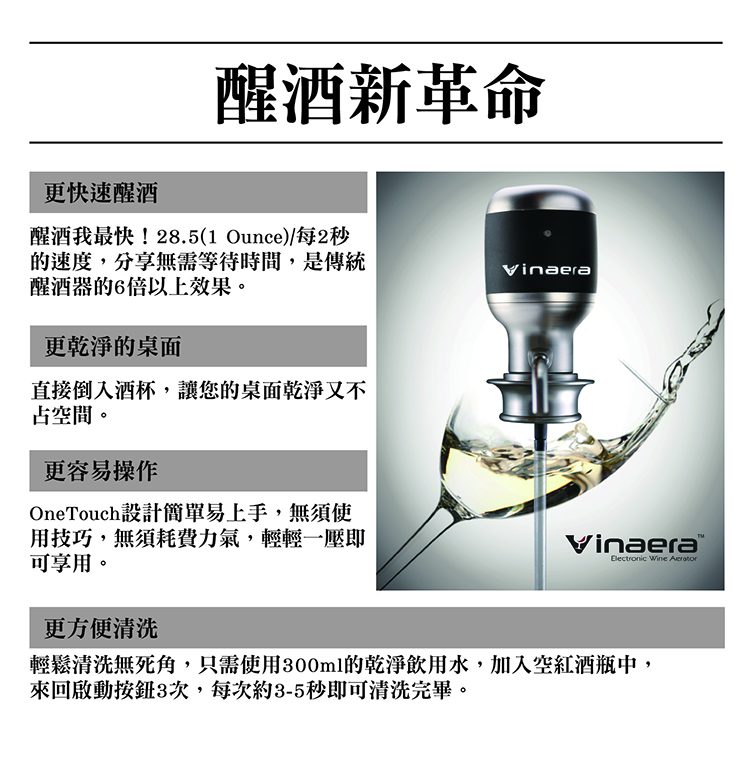 醒酒新革命
更快速醒酒
醒酒我最快！28.5(1 Ounce)/每2秒
的速度，分享無需等待時間，是傳統
醒酒器的6倍以上效果。
更乾淨的桌面
直接倒入酒杯，讓您的桌面乾淨又不
占空間。
更容易操作
OneTouch設計簡單易上手，無須使
用技巧，無須耗費力氣，輕輕一壓即
可享用。
Vinaera
Vinaera™
Electronic Wine Aerator
更方便清洗
輕鬆清洗無死角，只需使用300ml的乾淨飲用水，加入空紅酒瓶中，
來回啟動按鈕3次，每次約3-5秒即可清洗完畢。